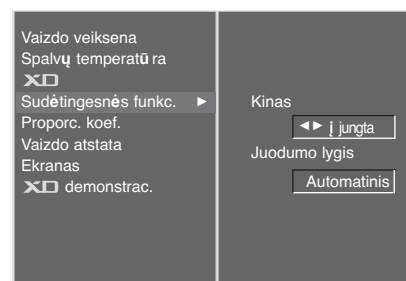 Vaizdo veiksena
Spalvų temperatūra
XD
Sudėtingesnės funkc. ►
Proporc. koef.
Vaizdo atstata
Ekranas
XD demonstrac.
Kinas
◄► įjungta
Juodumo lygis
Automatinis